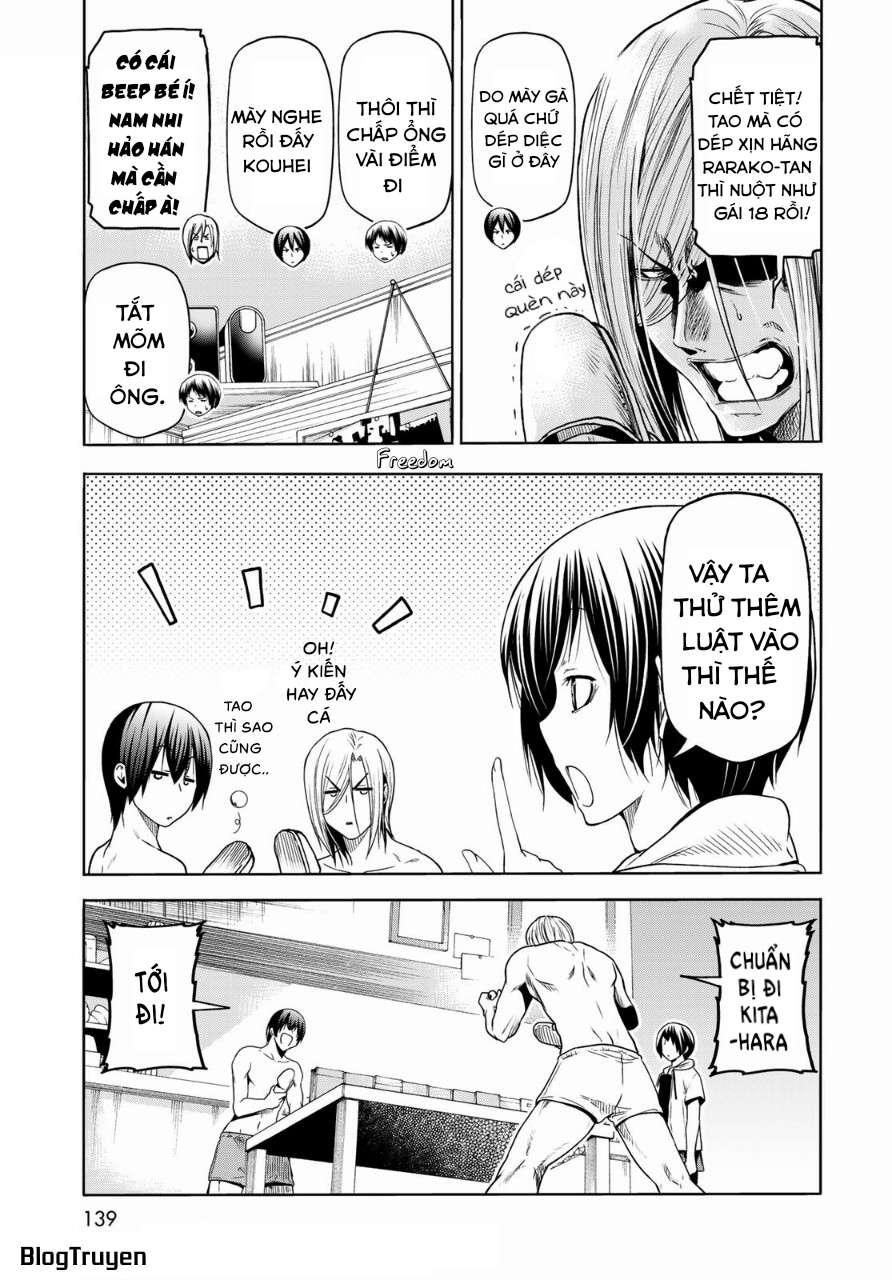 CHẾT TIỆT!
TAO MÀ CÓ
DÉP XỊN HÃNG
RARAKO-TAN
THÌ NUỘT NHƯ
GÁI 18 RỒI!
DO MÀY GÀ
QUÁ CHỨ
DÉP DIỆC
GÌ Ở ĐÂY
cái dép
quèn này
THÔI THÌ
CHẤP ỔNG
VÀI ĐIỂM
ĐI
MÀY NGHE
RỒI ĐẤY
KOUHEI
CÓ CÁI
BEEP BÉ Í!
NAM NHI
HẢO HÁN
MÀ CẦN
CHẤP À!
TẮT
MÕM
ĐI
ÔNG.
Freedom
VẬY TA
THỬ THÊM
LUẬT VÀO
THÌ THẾ
NÀO?
OH!
Ý KIẾN
HAY ĐẤY
CÁ
TAO
THÌ SAO
CŨNG
ĐƯỢC..
CHUẨN
BỊ ĐI
KITA
-HARA
TỚI
ĐI!
139
BlogTruyen